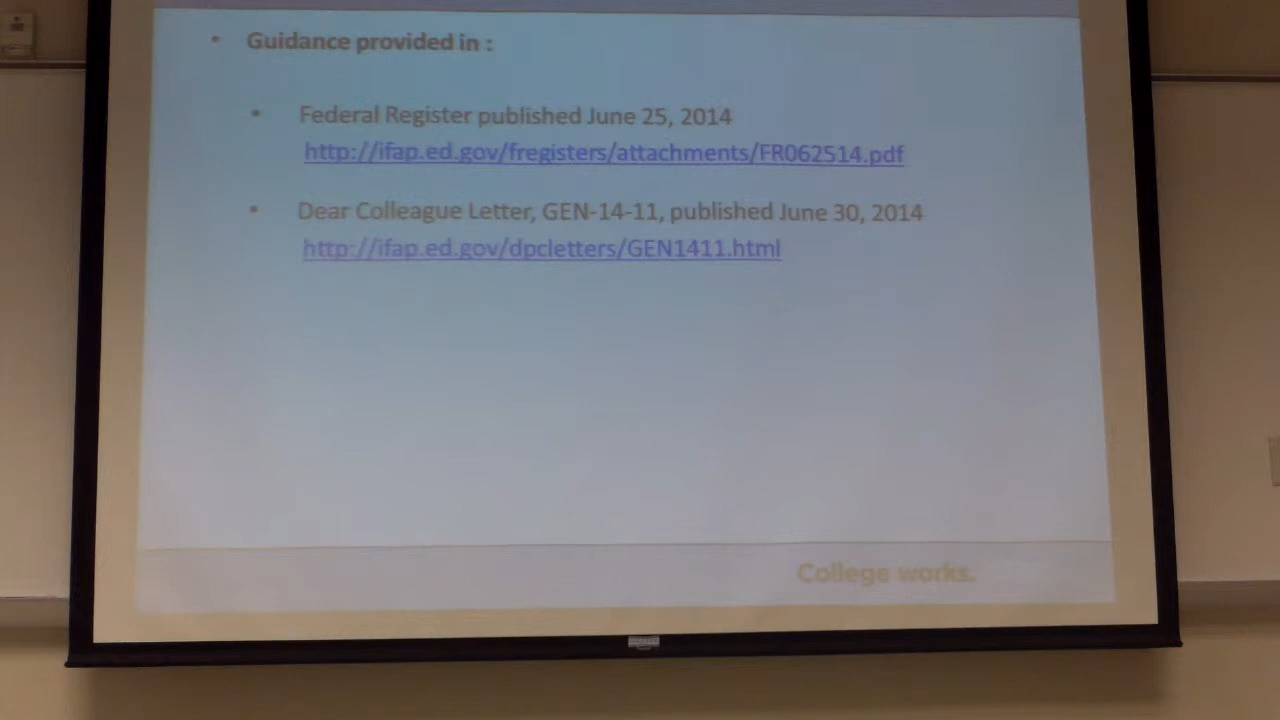 • Guidance provided in :
• Federal Register published June 25, 2014
http://ifap.ed.gov/fregisters/attachments/FR062514.pdf
• Dear Colleague Letter, GEN-14-11, published June 30, 2014
http://ifap.ed.gov/dpcletters/GEN1411.html
College works.